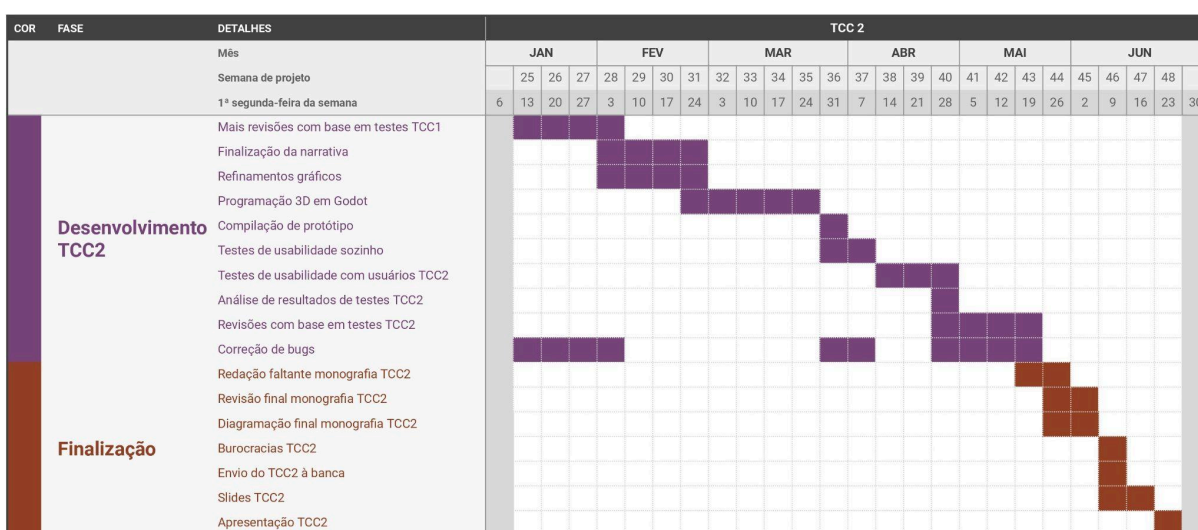 COR FASE DETALHES TCC 2
Mês JAN FEV MAR ABR MAI JUN
Semana de projeto 25 26 27 28 29 30 31 32 33 34 35 36 37 38 39 40 41 42 43 44 45 46 47 48
1ª segunda-feira da semana 6 13 20 27 3 10 17 24 3 10 17 24 31 7 14 21 28 5 12 19 26 2 9 16 23 30
Desenvolvimento
TCC2
Mais revisões com base em testes TCC1
Finalização da narrativa
Refinamentos gráficos
Programação 3D em Godot
Compilação de protótipo
Testes de usabilidade sozinho
Testes de usabilidade com usuários TCC2
Análise de resultados de testes TCC2
Revisões com base em testes TCC2
Correção de bugs
Finalização
Redação faltante monografia TCC2
Revisão final monografia TCC2
Diagramação final monografia TCC2
Burocracias TCC2
Envio do TCC2 à banca
Slides TCC2
Apresentação TCC2